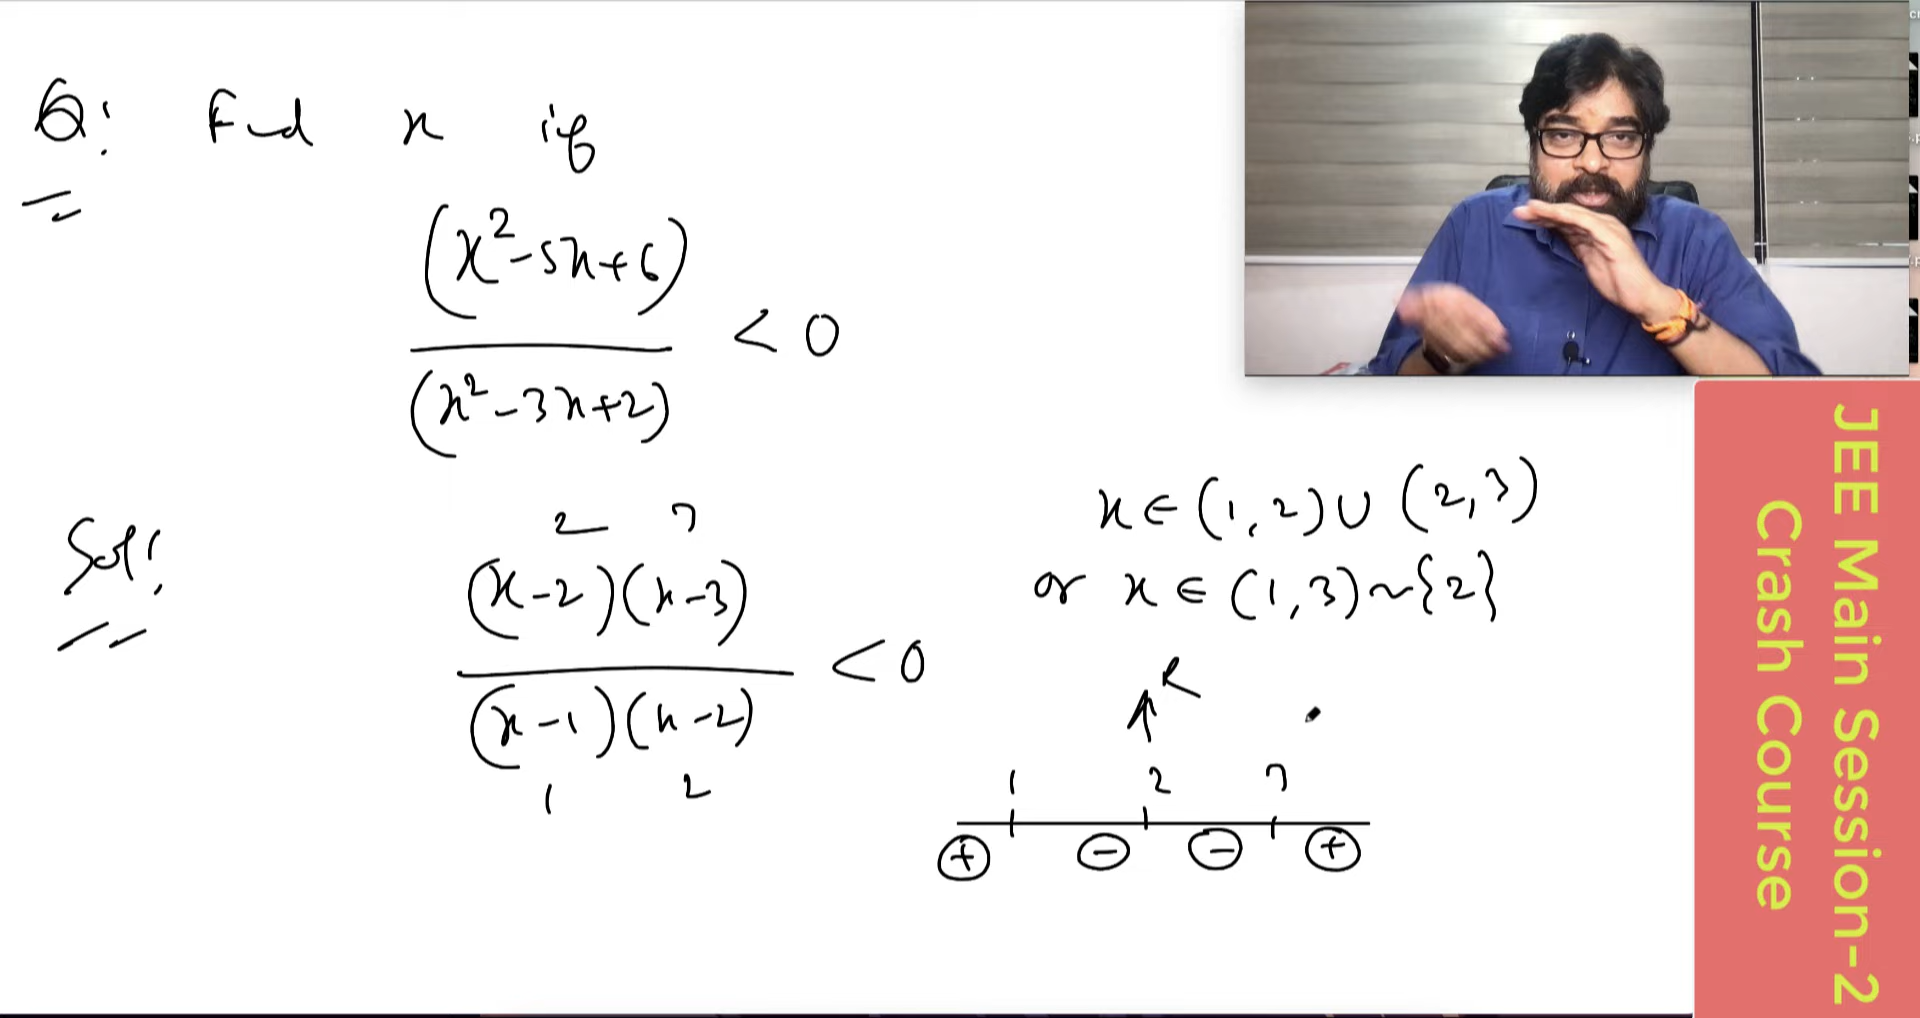 Q: Find x if
(x²-5x+6)
< 0
(x²-3x+2)
Sol:
2 3
(x-2)(x-3)
< 0
(x-1)(x-2)
1 2
x ∈ (1,2) ∪ (2,3)
or x ∈ (1,3) ~ {2}
1 2 3
+ - - +
JEE Main Session-2
Crash Course